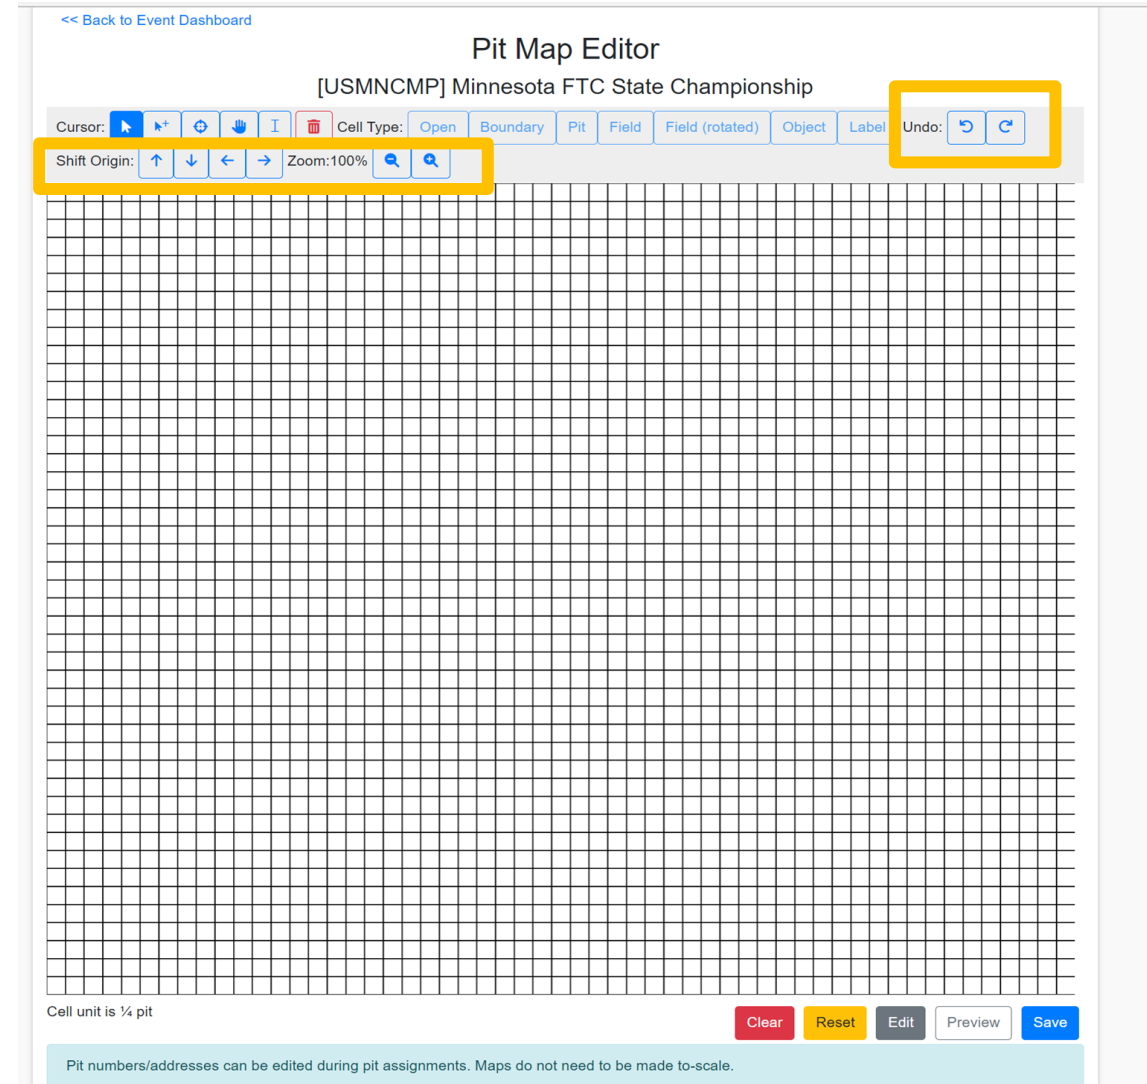 << Back to Event Dashboard
Pit Map Editor
[USMNCMP] Minnesota FTC State Championship
Cursor: Cell Type: Open Boundary Pit Field Field (rotated) Object Label Undo:
Shift Origin: Zoom:100%
Cell unit is ¼ pit
Clear Reset Edit Preview Save
Pit numbers/addresses can be edited during pit assignments. Maps do not need to be made to-scale.